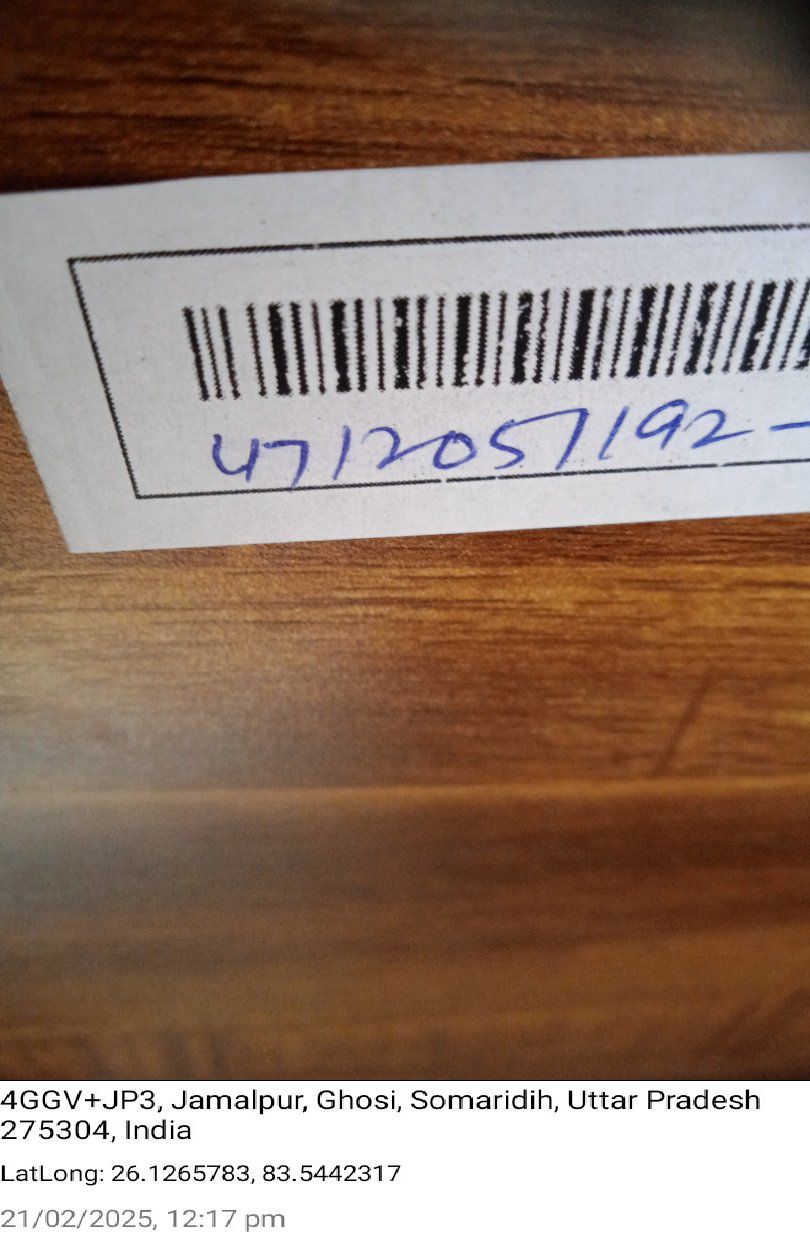 4712051192-
4GGV+JP3, Jamalpur, Ghosi, Somaridih, Uttar Pradesh
275304, India
LatLong: 26.1265783, 83.5442317
21/02/2025, 12:17 pm